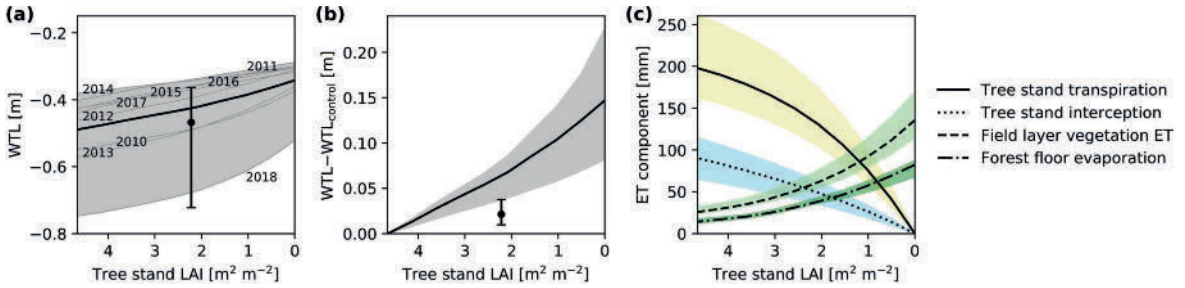 (a)
WTL [m]
−0.2
−0.4
−0.6
−0.8
2014
2012
2013
2017
2010
2015
2016
2011
2018
4 3 2 1 0
Tree stand LAI [m² m⁻²]
(b)
WTL−WTLcontrol [m]
0.20
0.15
0.10
0.05
0.00
4 3 2 1 0
Tree stand LAI [m² m⁻²]
(c)
ET component [mm]
250
200
150
100
50
0
4 3 2 1 0
Tree stand LAI [m² m⁻²]
Tree stand transpiration
Tree stand interception
Field layer vegetation ET
Forest floor evaporation